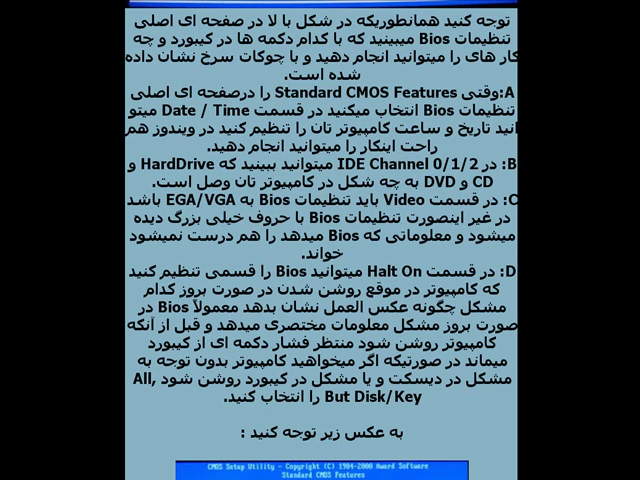 توجه کنید همانطوریکه در شکل با لا در صفحه ای اصلی
تنظیمات Bios میبینید که با کدام دکمه ها در کیبورد و چه
کار های را میتوانید انجام دهید و با چوکات سرخ نشان داده
شده است.
A:وقتی Standard CMOS Features را درصفحه ای اصلی
تنظیمات Bios انتخاب میکنید در قسمت Date / Time میتو
انید تاریخ و ساعت کامپیوتر تان را تنظیم کنید در ویندوز هم
راحت اینکار را میتوانید انجام دهید.
B: در IDE Channel 0/1/2 میتوانید ببینید که HardDrive و
CD و DVD به چه شکل در کامپیوتر تان وصل است.
C: در قسمت Video باید تنظیمات Bios به EGA/VGA باشد
در غیر اینصورت تنظیمات Bios با حروف خیلی بزرگ دیده
میشود و معلوماتی که Bios میدهد را هم درست نمیشود
خواند.
D: در قسمت Halt On میتوانید Bios را قسمی تنظیم کنید
که کامپیوتر در موقع روشن شدن در صورت بروز کدام
مشکل چگونه عکس العمل نشان بدهد معمولاً Bios در
صورت بروز مشکل معلومات مختصری میدهد و قبل از آنکه
کامپیوتر روشن شود منتظر فشار دکمه ای از کیبورد
میماند در صورتیکه اگر میخواهید کامپیوتر بدون توجه به
مشکل در دیسکت و یا مشکل در کیبورد روشن شود All,
But Disk/Key را انتخاب کنید.
به عکس زیر توجه کنید :
CMOS Setup Utility - Copyright (C) 1984-2000 Award Software
Standard CMOS Features